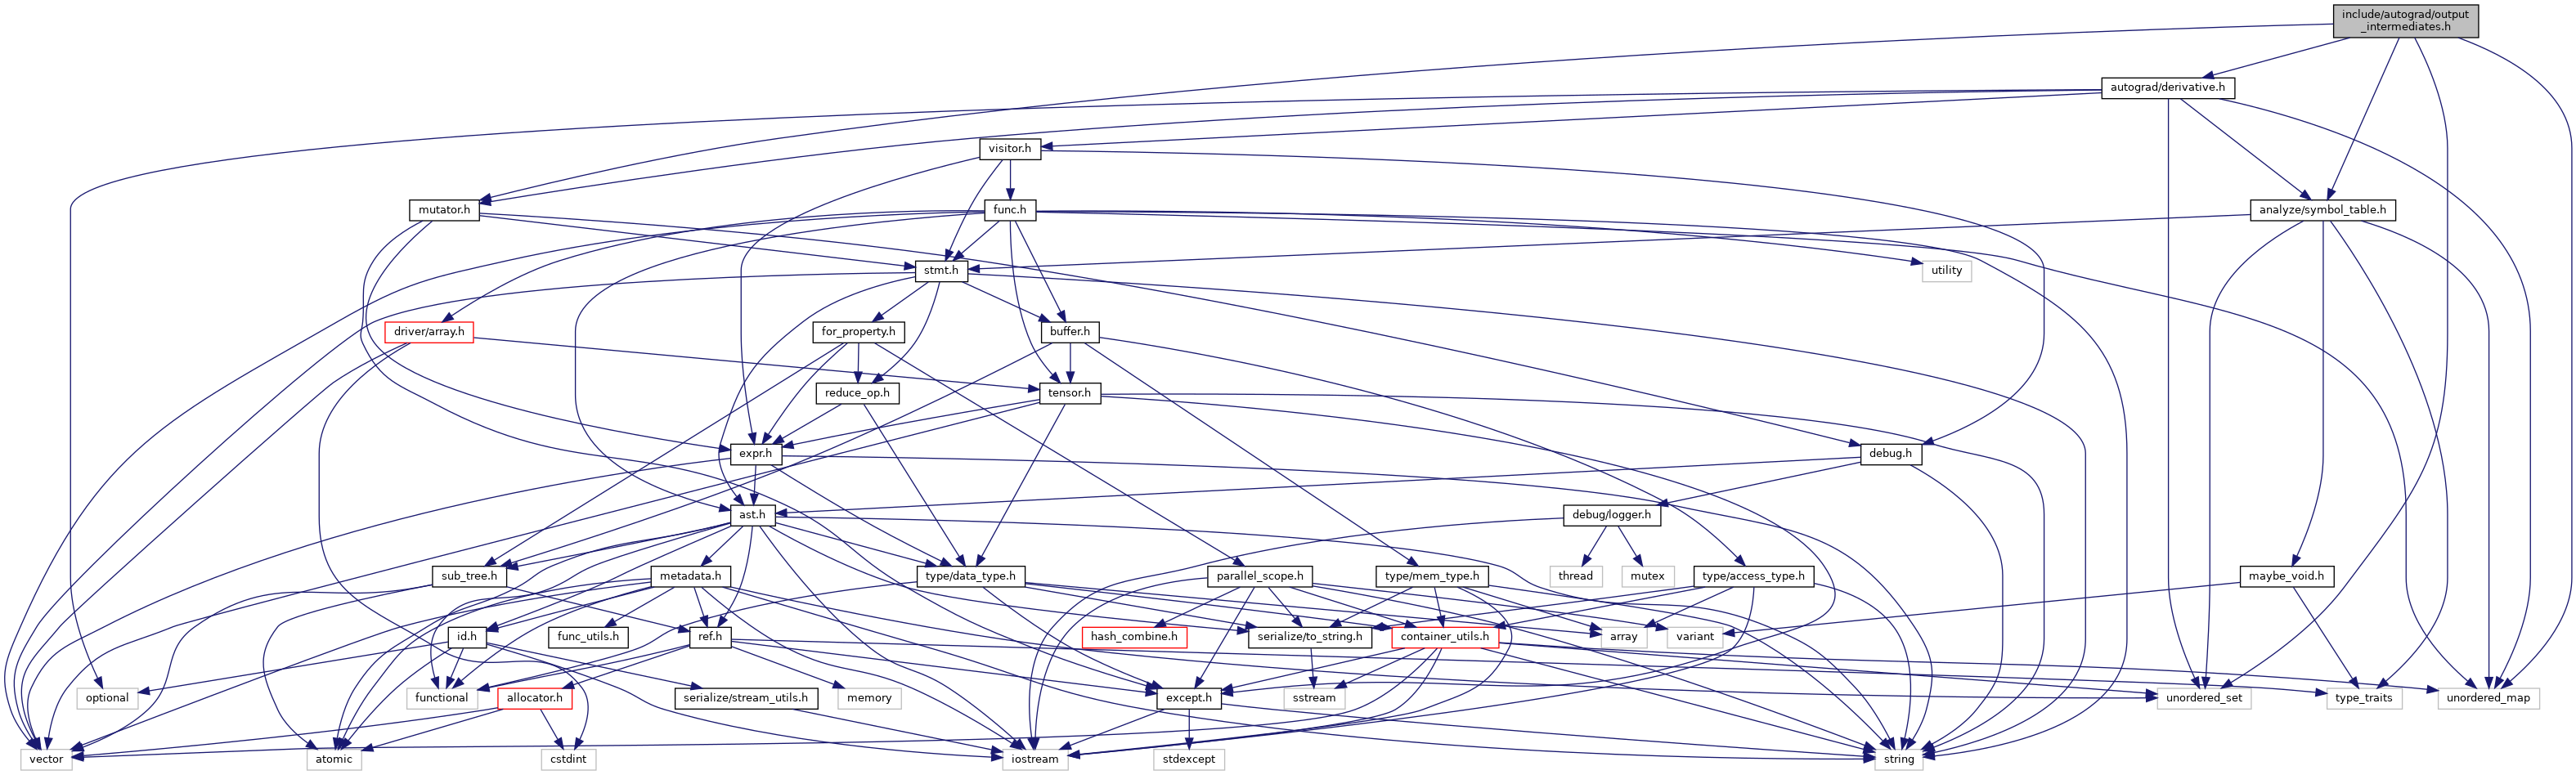 include/autograd/output
_intermediates.h
autograd/derivative.h
visitor.h
mutator.h
func.h
analyze/symbol_table.h
stmt.h
utility
driver/array.h
for_property.h
buffer.h
reduce_op.h
tensor.h
expr.h
debug.h
ast.h
debug/logger.h
sub_tree.h
metadata.h
type/data_type.h
parallel_scope.h
type/mem_type.h
thread
mutex
type/access_type.h
maybe_void.h
id.h
func_utils.h
ref.h
hash_combine.h
serialize/to_string.h
container_utils.h
array
variant
optional
functional
allocator.h
serialize/stream_utils.h
memory
except.h
sstream
unordered_set
type_traits
unordered_map
vector
atomic
cstdint
iostream
stdexcept
string